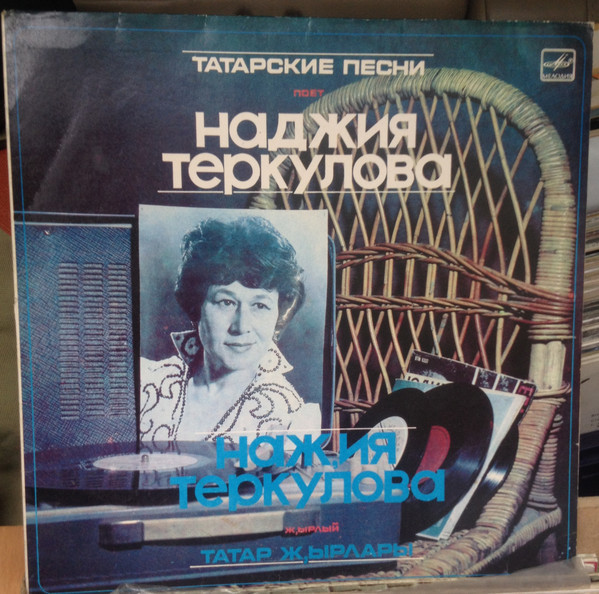 ТАТАРСКИЕ ПЕСНИ
МЕЛОДИЯ
ПОЕТ
НАДЖИЯ
ТЕРКУЛОВА
НАҖИЯ
ТЕРКУЛОВА
ҖЫРЛЫЙ
ТАТАР ҖЫРЛАРЫ